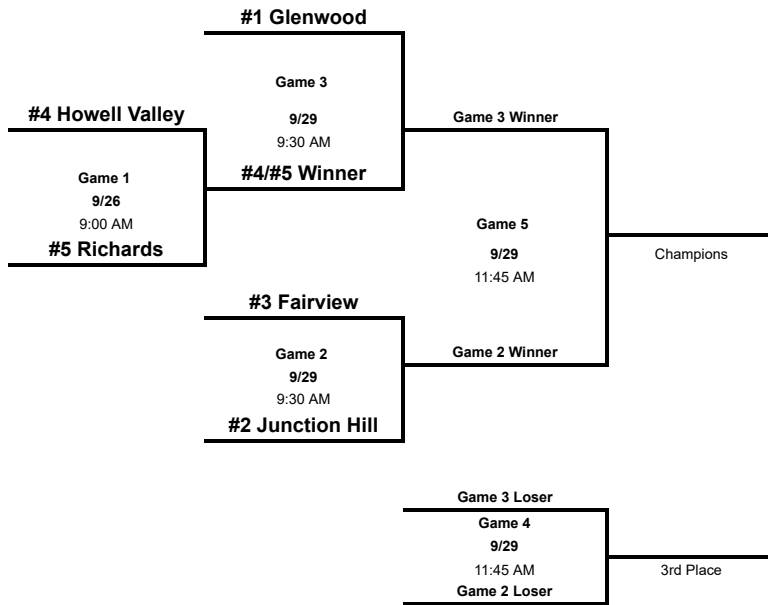 #1 Glenwood
Game 3
9/29
9:30 AM
#4/#5 Winner
#4 Howell Valley
Game 1
9/26
9:00 AM
#5 Richards
Game 3 Winner
Game 5
9/29
11:45 AM
Game 2 Winner
Champions
#3 Fairview
Game 2
9/29
9:30 AM
#2 Junction Hill
Game 3 Loser
Game 4
9/29
11:45 AM
Game 2 Loser
3rd Place